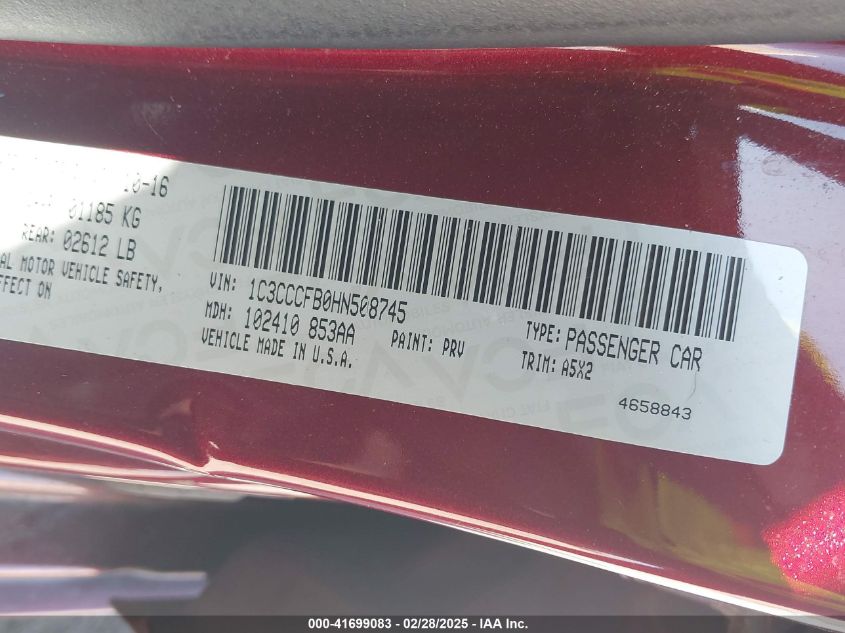 10-16
01185 KG
REAR: 02612 LB
AL MOTOR VEHICLE SAFETY,
EFFECT ON
VIN: 1C3CCCFB0HN508745
MDH: 102410 853AA
PAINT: PRV
VEHICLE MADE IN U.S.A.
TYPE: PASSENGER CAR
TRIM: A5X2
4658843
000-41699083 / 02/28/2025 / IAA Inc.